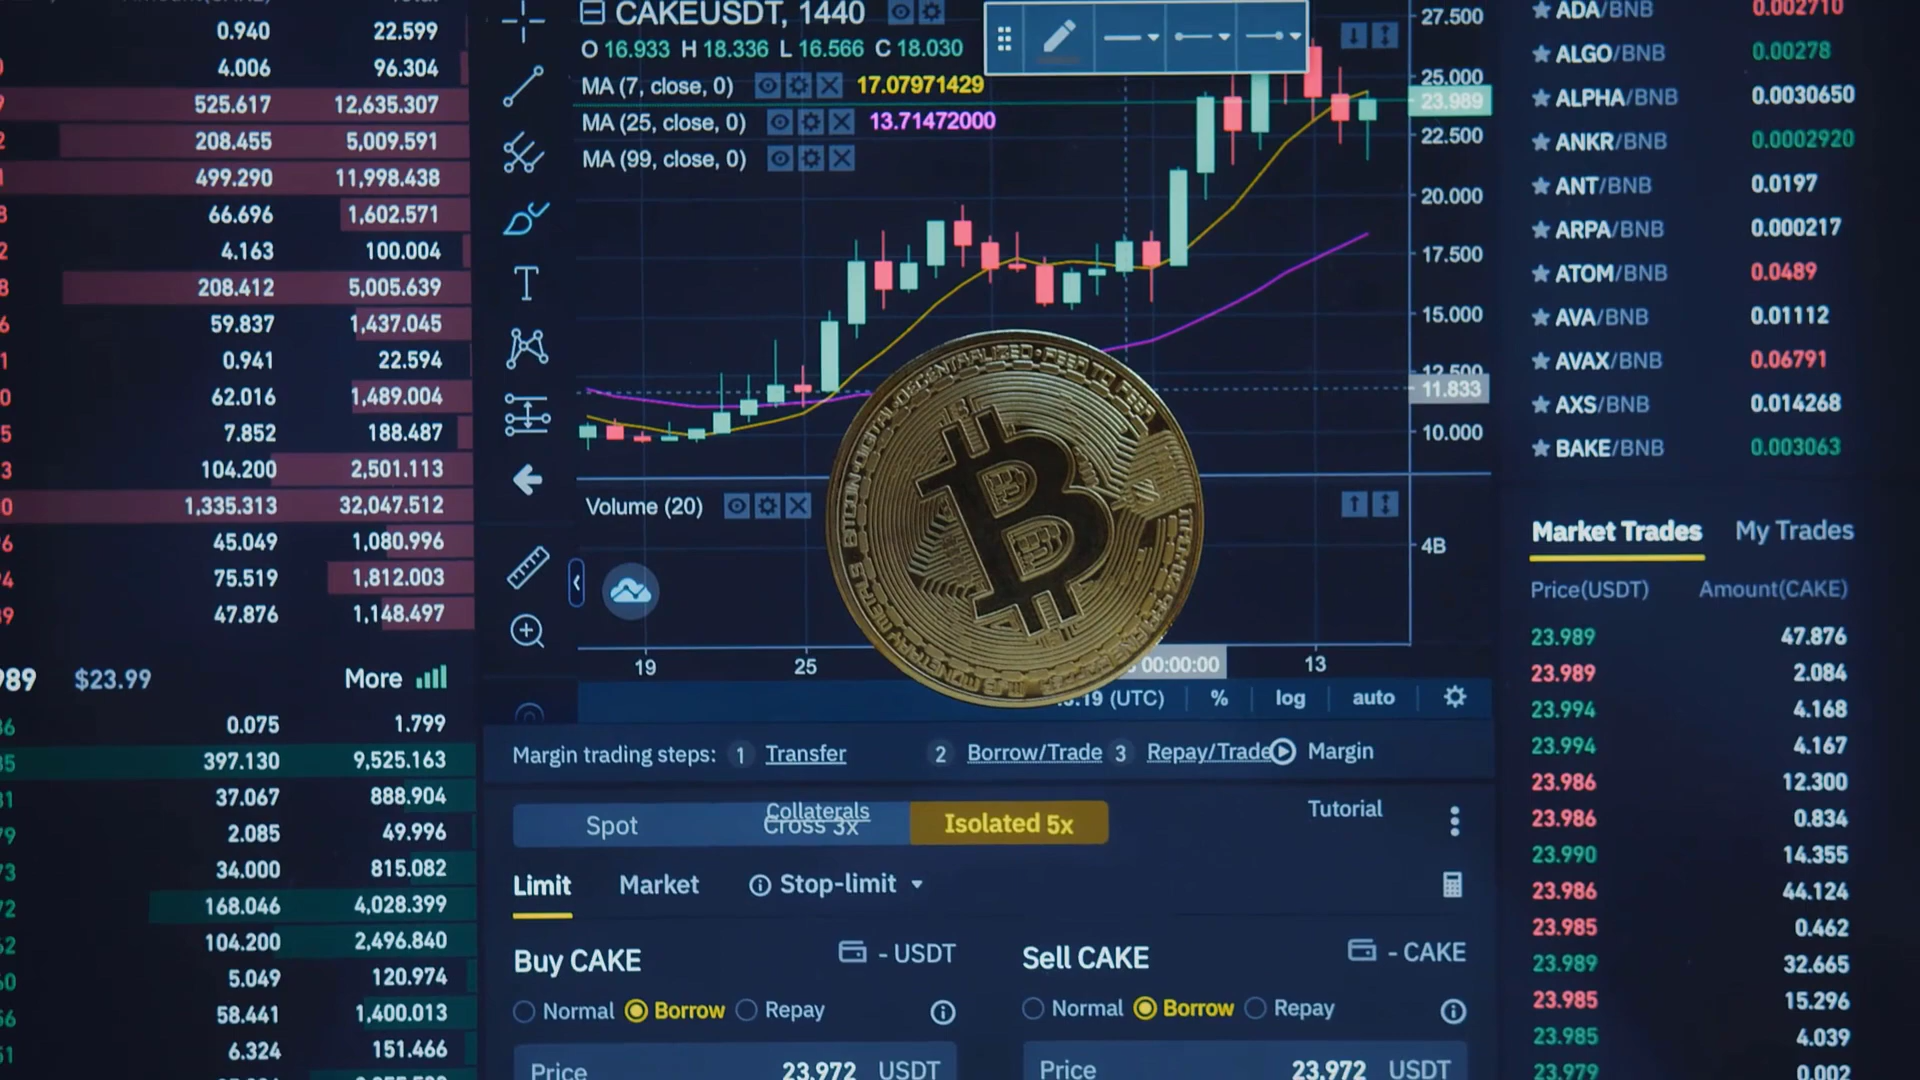 0.940 22.599
4.006 96.304
525.617 12,635.307
208.455 5,009.591
499.290 11,998.438
66.696 1,602.571
4.163 100.004
208.412 5,005.639
59.837 1,437.045
0.941 22.594
62.016 1,489.004
7.852 188.487
104.200 2,501.113
1,335.313 32,047.512
45.049 1,080.996
75.519 1,812.003
47.876 1,148.497
989 $23.99 More
0.075 1.799
397.130 9,525.163
37.067 888.904
2.085 49.996
34.000 815.082
168.046 4,028.399
104.200 2,496.840
5.049 120.974
58.441 1,400.013
6.324 151.466
CAKEUSDT, 1440
O 16.933 H 18.336 L 16.566 C 18.030
MA (7, close, 0) 17.07971429
MA (25, close, 0) 13.71472000
MA (99, close, 0)
27.500
25.000
23.989
22.500
20.000
17.500
15.000
12.500
11.833
10.000
Volume (20)
4B
19 25 00:00:00 13
(UTC) % log auto
BITCOIN·DIGITAL·DECENTRALIZED·PEER TO PEER
Margin trading steps: 1 Transfer 2 Borrow/Trade 3 Repay/Trade Margin
Collaterals Tutorial
Spot Cross 3x Isolated 5x
Limit Market Stop-limit
Buy CAKE - USDT
Normal Borrow Repay
Price 23.972 USDT
Sell CAKE - CAKE
Normal Borrow Repay
Price 23.972 USDT
ADA/BNB 0.002710
ALGO/BNB 0.00278
ALPHA/BNB 0.0030650
ANKR/BNB 0.0002920
ANT/BNB 0.0197
ARPA/BNB 0.000217
ATOM/BNB 0.0489
AVA/BNB 0.01112
AVAX/BNB 0.06791
AXS/BNB 0.014268
BAKE/BNB 0.003063
Market Trades My Trades
Price(USDT) Amount(CAKE)
23.989 47.876
23.989 2.084
23.994 4.168
23.994 4.167
23.986 12.300
23.986 0.834
23.990 14.355
23.986 44.124
23.985 0.462
23.989 32.665
23.985 15.296
23.985 4.039
23.979 0.002